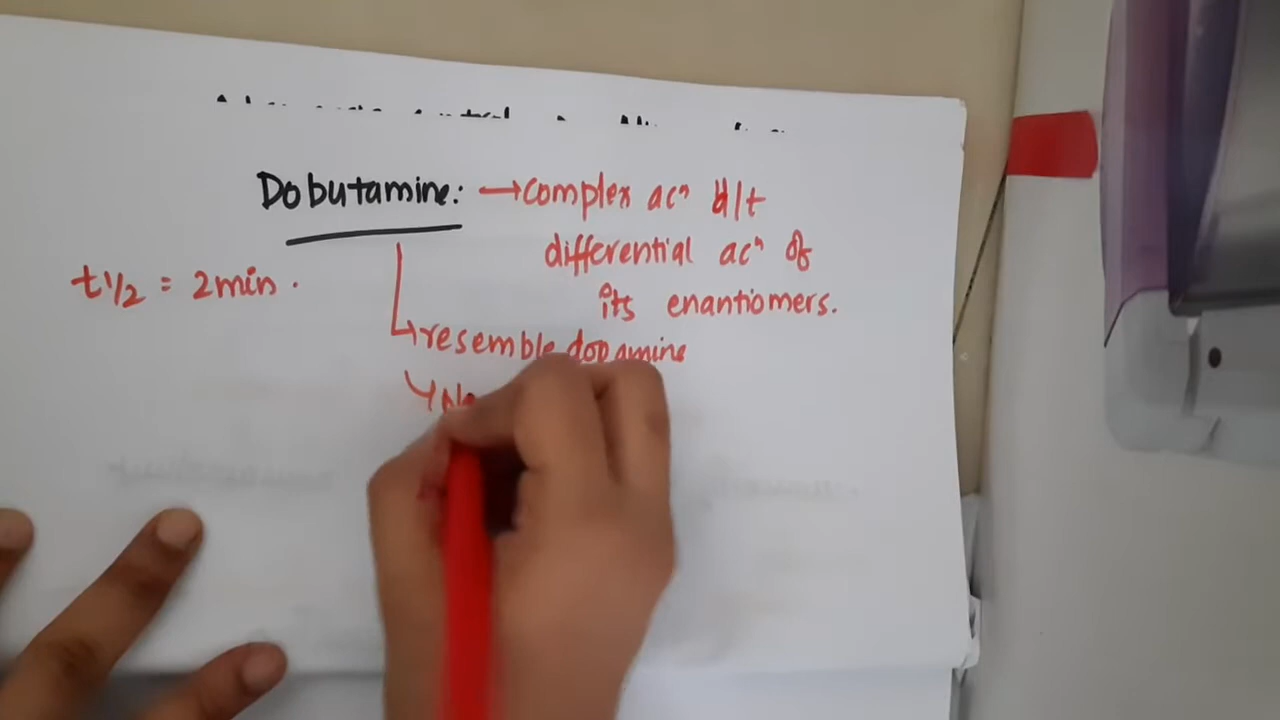 Dobutamine: → complex acⁿ d/t
differential acⁿ of
its enantiomers.
t1/2 = 2min.
resemble dopamine